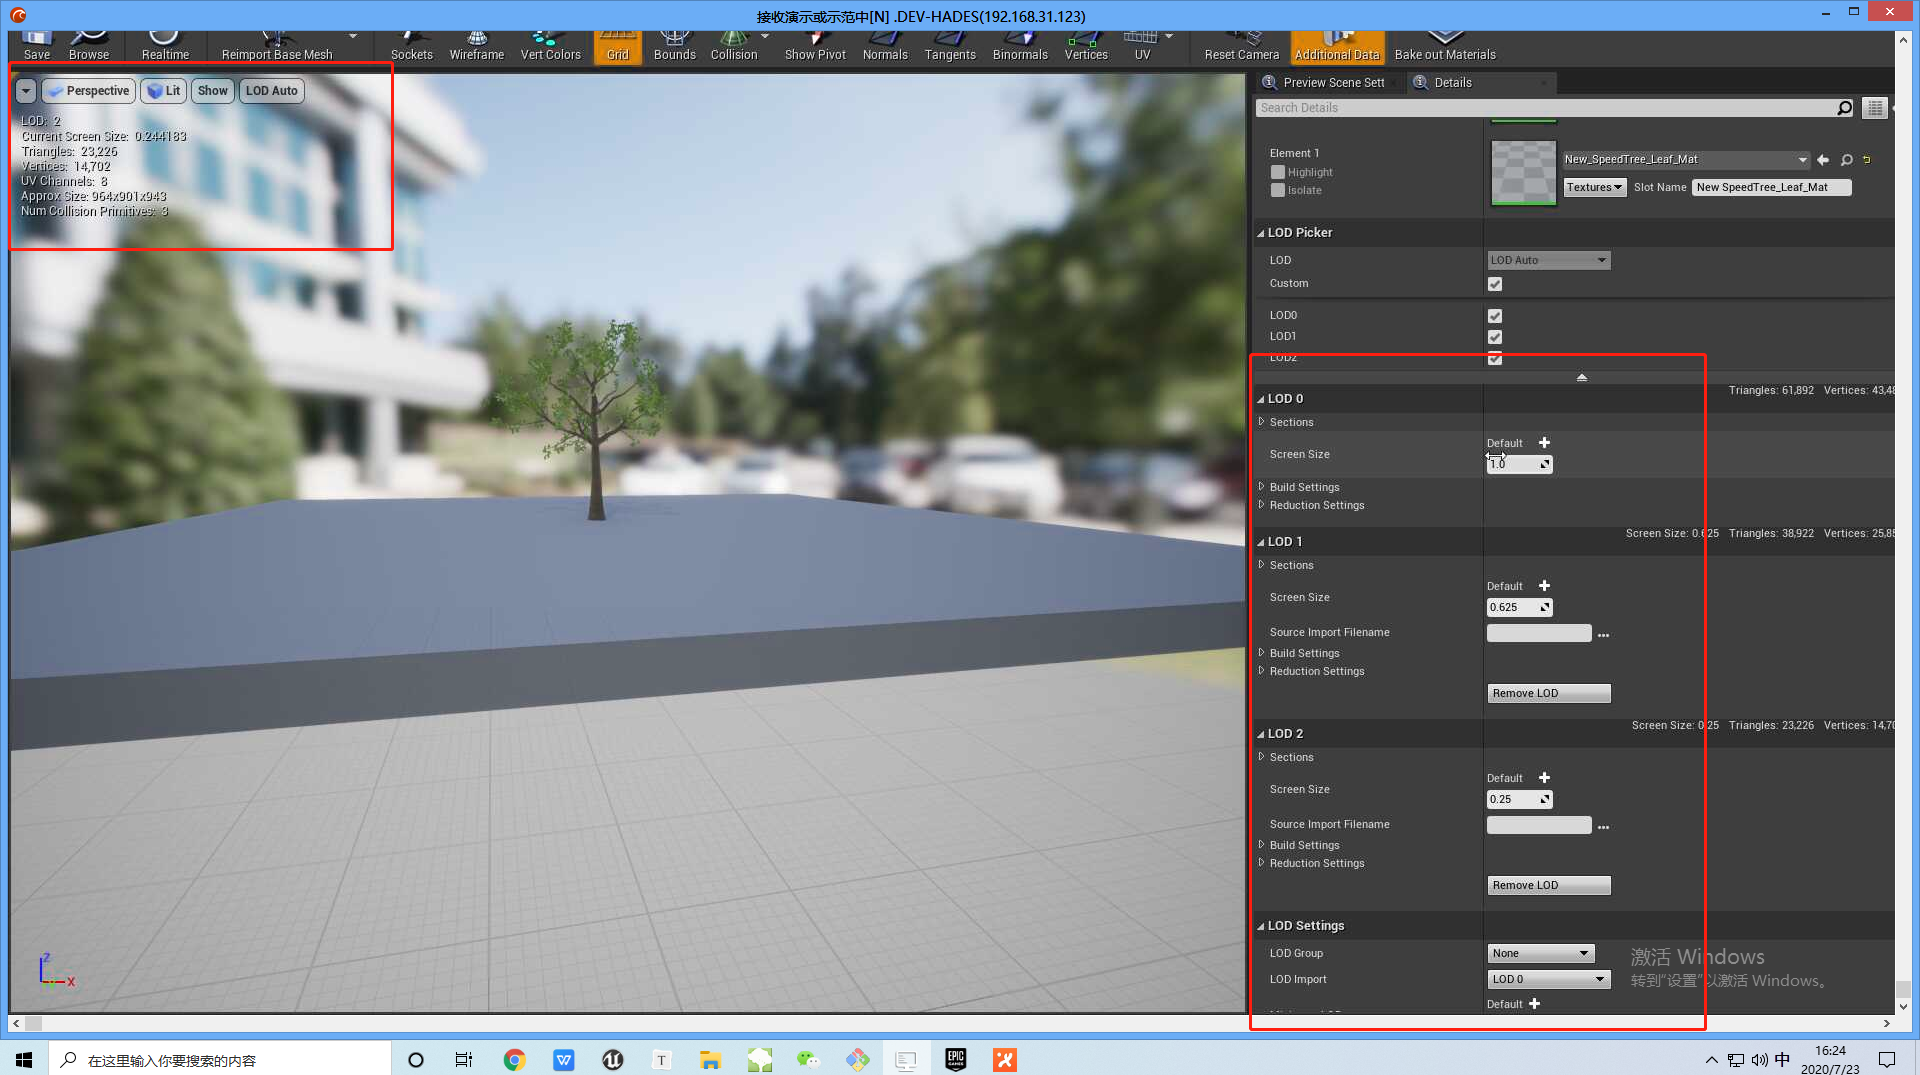 接收演示或示范中[N] .DEV-HADES(192.168.31.123)
Save Browse Realtime Reimport Base Mesh Sockets Wireframe Vert Colors Grid Bounds Collision Show Pivot Normals Tangents Binormals Vertices UV Reset Camera Additional Data Bake out Materials
Perspective Lit Show LOD Auto
LOD: 2
Current Screen Size: 0.244183
Triangles: 23,226
Vertices: 14,702
UV Channels: 8
Approx Size: 964x901x943
Num Collision Primitives: 3
Z
X
Preview Scene Sett Details
Search Details
Element 1
Highlight
Isolate
New_SpeedTree_Leaf_Mat
Textures Slot Name New SpeedTree_Leaf_Mat
LOD Picker
LOD LOD Auto
Custom
LOD0
LOD1
LOD2
LOD 0 Triangles: 61,892 Vertices: 43,48
Sections
Default
Screen Size 1.0
Build Settings
Reduction Settings
LOD 1 Screen Size: 0.625 Triangles: 38,922 Vertices: 25,85
Sections
Default
Screen Size 0.625
Source Import Filename
Build Settings
Reduction Settings
Remove LOD
LOD 2 Screen Size: 0.25 Triangles: 23,226 Vertices: 14,70
Sections
Default
Screen Size 0.25
Source Import Filename
Build Settings
Reduction Settings
Remove LOD
LOD Settings
LOD Group None
LOD Import LOD 0
Default
激活 Windows
转到“设置”以激活 Windows。
在这里输入你要搜索的内容
T
EPIC GAMES
中
16:24
2020/7/23